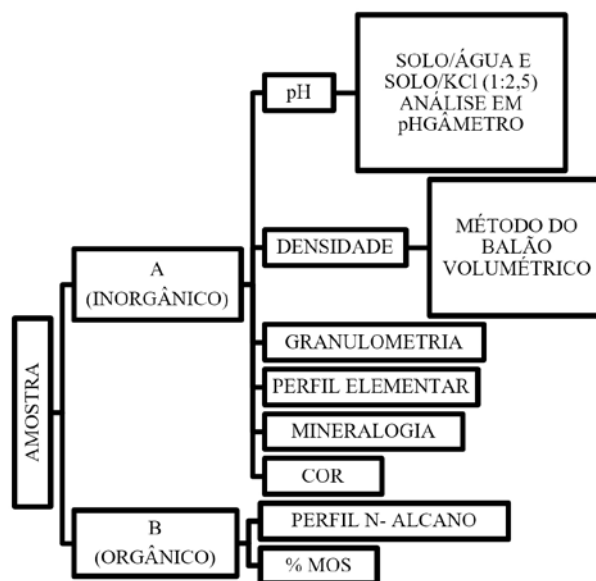 AMOSTRA
A
(INORGÂNICO)
pH
SOLO/ÁGUA E
SOLO/KCl (1:2,5)
ANÁLISE EM
pHGÂMETRO
DENSIDADE
MÉTODO DO
BALÃO
VOLUMÉTRICO
GRANULOMETRIA
PERFIL ELEMENTAR
MINERALOGIA
COR
B
(ORGÂNICO)
PERFIL N- ALCANO
% MOS